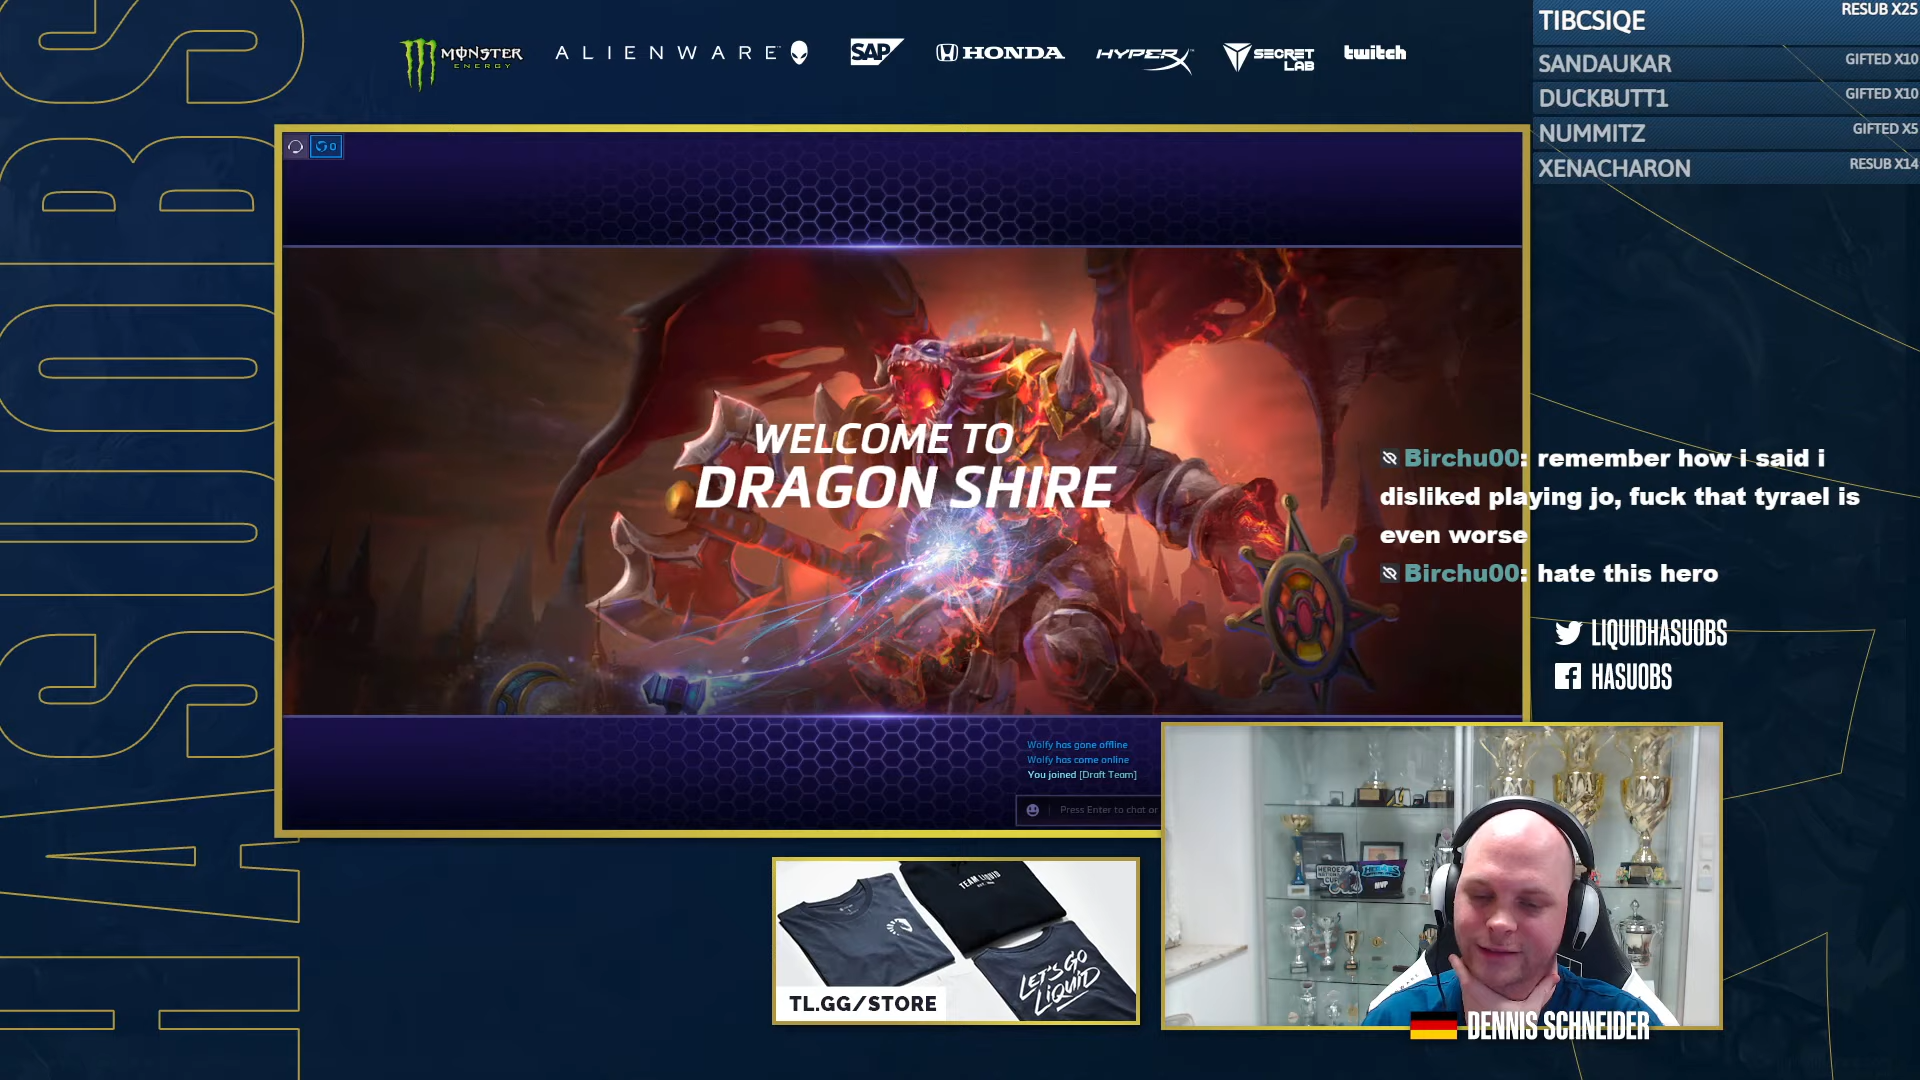 HASUOBS
MONSTER
ENERGY
ALIENWARE
SAP
HONDA
HYPERX
SECRET
LAB
twitch
TIBCSIQE RESUB X25
SANDAUKAR GIFTED X10
DUCKBUTT1 GIFTED X10
NUMMITZ GIFTED X5
XENACHARON RESUB X14
0
WELCOME TO
DRAGON SHIRE
Birchu00: remember how i said i
disliked playing jo, fuck that tyrael is
even worse
Birchu00: hate this hero
LIQUIDHASUOBS
HASUOBS
Wolfy has gone offline
Wolfy has come online
You joined [Draft Team]
Press Enter to chat or
TEAM LIQUID
LET'S GO
LIQUID
TL.GG/STORE
HEROES
MVP
DENNIS SCHNEIDER